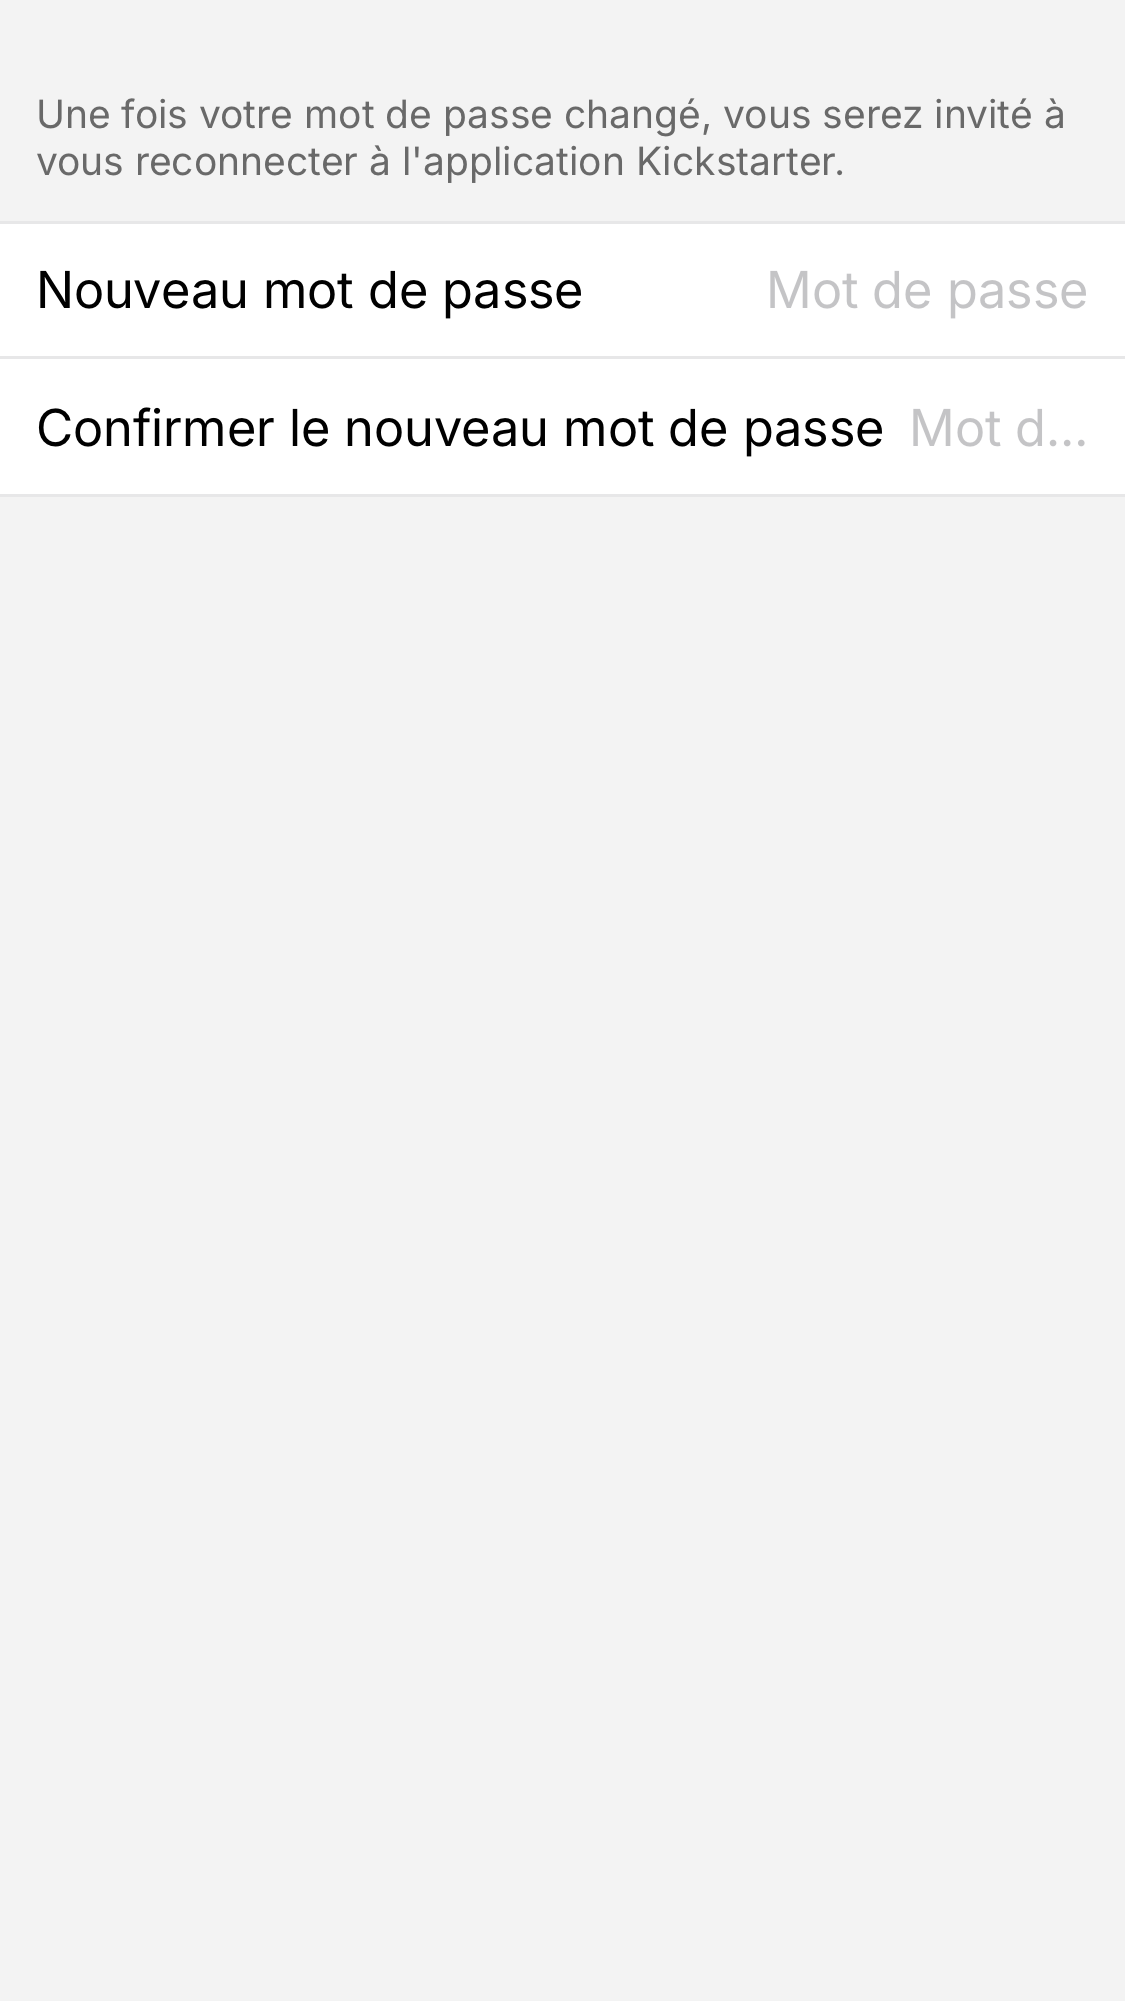 Une fois votre mot de passe changé, vous serez invité à
vous reconnecter à l'application Kickstarter.
Nouveau mot de passe Mot de passe
Confirmer le nouveau mot de passe Mot d...